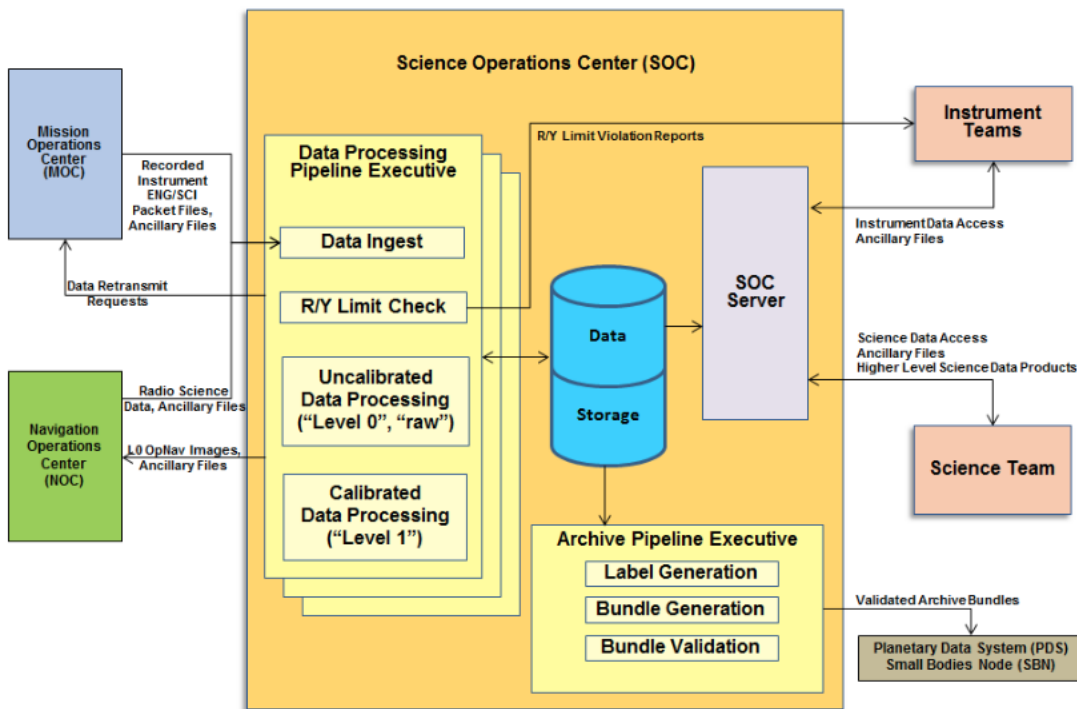 Science Operations Center (SOC)
Mission
Operations
Center
(MOC)
Recorded
Instrument
ENG/SCI
Packet Files,
Ancillary Files
Data Retransmit
Requests
Radio Science
Data, Ancillary Files
Navigation
Operations
Center
(NOC)
L0 OpNav Images,
Ancillary Files
Data Processing
Pipeline Executive
Data Ingest
R/Y Limit Check
Uncalibrated
Data Processing
(“Level 0”, “raw”)
Calibrated
Data Processing
(“Level 1”)
R/Y Limit Violation Reports
Data
Storage
SOC
Server
Archive Pipeline Executive
Label Generation
Bundle Generation
Bundle Validation
Instrument
Teams
Instrument Data Access
Ancillary Files
Science Data Access
Ancillary Files
Higher Level Science Data Products
Science Team
Validated Archive Bundles
Planetary Data System (PDS)
Small Bodies Node (SBN)